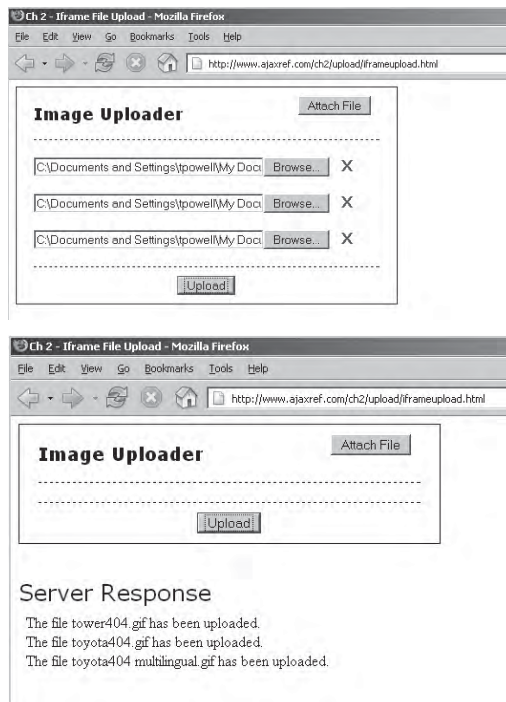 Ch 2 - Iframe File Upload - Mozilla Firefox
File Edit View Go Bookmarks Tools Help
http://www.ajaxref.com/ch2/upload/iframeupload.html
Image Uploader
Attach File
C:\Documents and Settings\tpowell\My Docu Browse... X
C:\Documents and Settings\tpowell\My Docu Browse... X
C:\Documents and Settings\tpowell\My Docu Browse... X
Upload
Ch 2 - Iframe File Upload - Mozilla Firefox
File Edit View Go Bookmarks Tools Help
http://www.ajaxref.com/ch2/upload/iframeupload.html
Image Uploader
Attach File
Upload
Server Response
The file tower404.gif has been uploaded.
The file toyota404.gif has been uploaded.
The file toyota404 multilingual.gif has been uploaded.